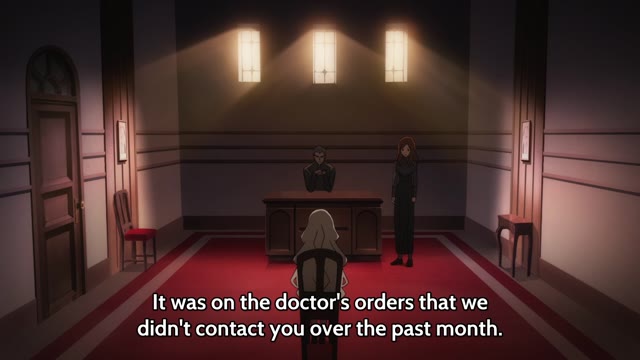 It was on the doctor's orders that we
didn't contact you over the past month.